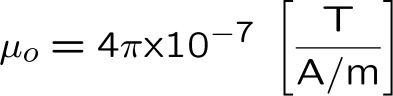 μₒ = 4πx10⁻⁷ [T / A/m]